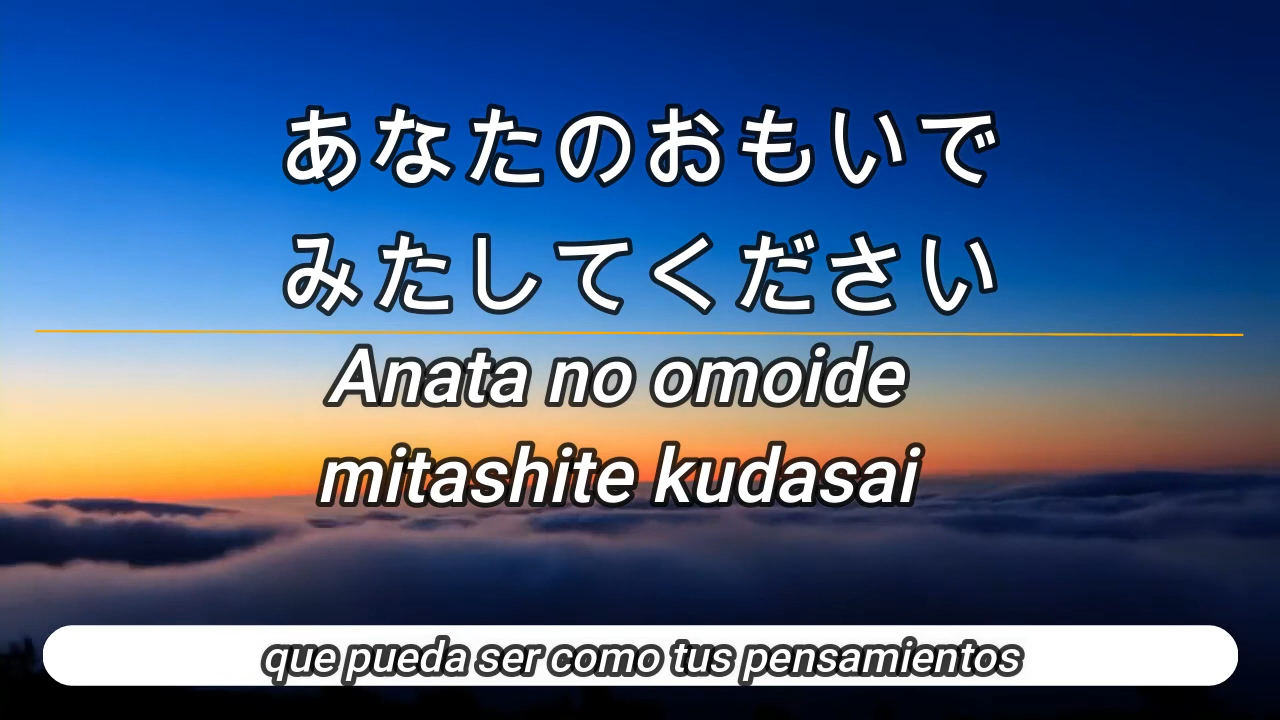 あなたのおもいで
みたしてください
Anata no omoide
mitashite kudasai
que pueda ser como tus pensamientos